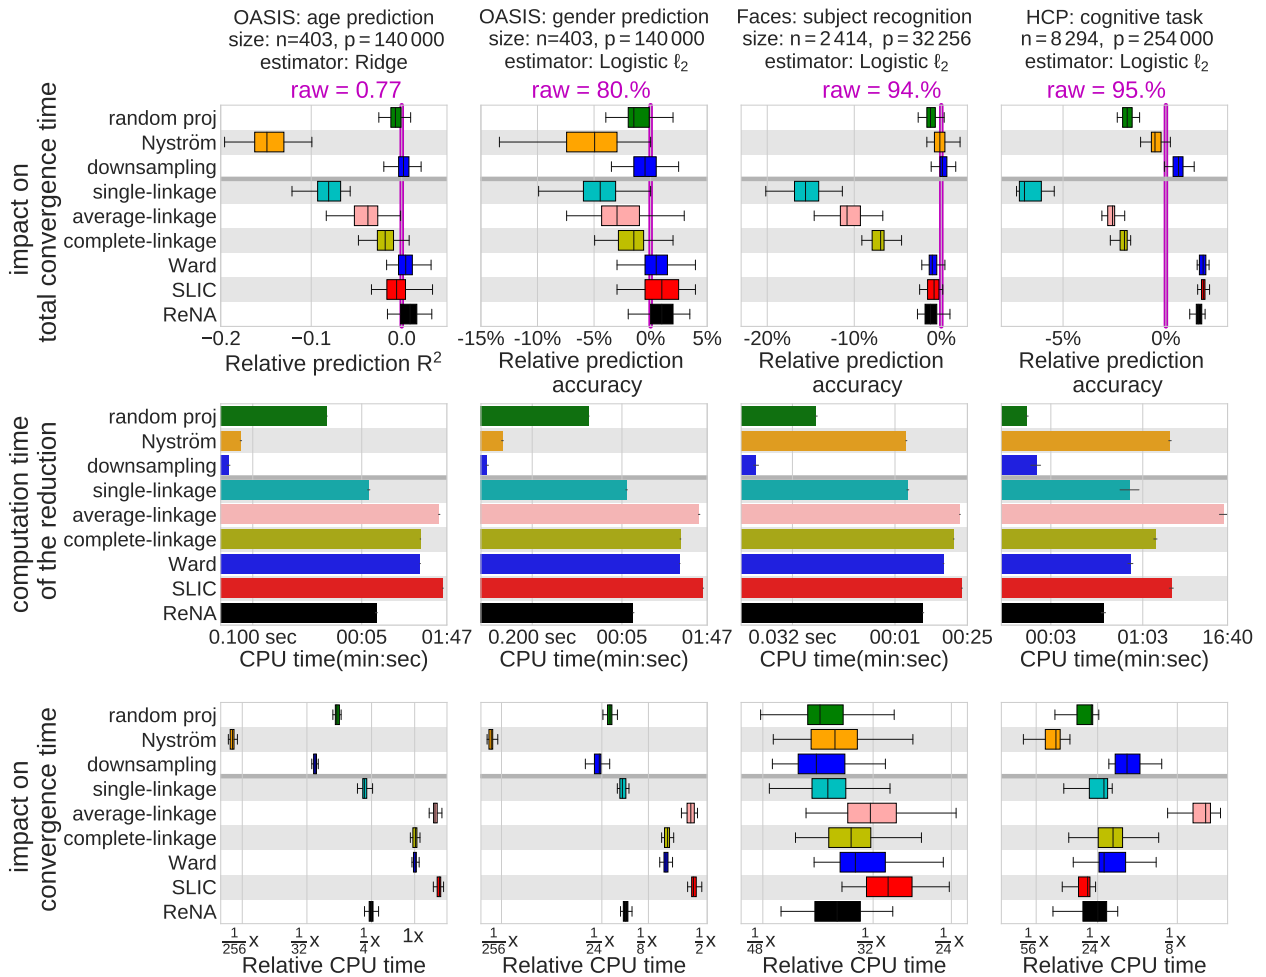 OASIS: age prediction
size: n=403, p = 140 000
estimator: Ridge
raw = 0.77
OASIS: gender prediction
size: n=403, p = 140 000
estimator: Logistic ℓ2
raw = 80.%
Faces: subject recognition
size: n = 2 414, p = 32 256
estimator: Logistic ℓ2
raw = 94.%
HCP: cognitive task
n = 8 294, p = 254 000
estimator: Logistic ℓ2
raw = 95.%
impact on
total convergence time
random proj
Nyström
downsampling
single-linkage
average-linkage
complete-linkage
Ward
SLIC
ReNA
−0.2 −0.1 0.0
Relative prediction R²
-15% -10% -5% 0% 5%
Relative prediction
accuracy
-20% -10% 0%
Relative prediction
accuracy
-5% 0%
Relative prediction
accuracy
computation time
of the reduction
random proj
Nyström
downsampling
single-linkage
average-linkage
complete-linkage
Ward
SLIC
ReNA
0.100 sec 00:05 01:47
CPU time(min:sec)
0.200 sec 00:05 01:47
CPU time(min:sec)
0.032 sec 00:01 00:25
CPU time(min:sec)
00:03 11:03 16:40
CPU time(min:sec)
impact on
convergence time
random proj
Nyström
downsampling
single-linkage
average-linkage
complete-linkage
Ward
SLIC
ReNA
1/256 x 1/32 x 1/4 x 1x
Relative CPU time
1/256 x 1/24 x 1/8 x 1/2 x
Relative CPU time
1/48 x 1/32 x 1/24 x
Relative CPU time
1/56 x 1/24 x 1/8 x
Relative CPU time